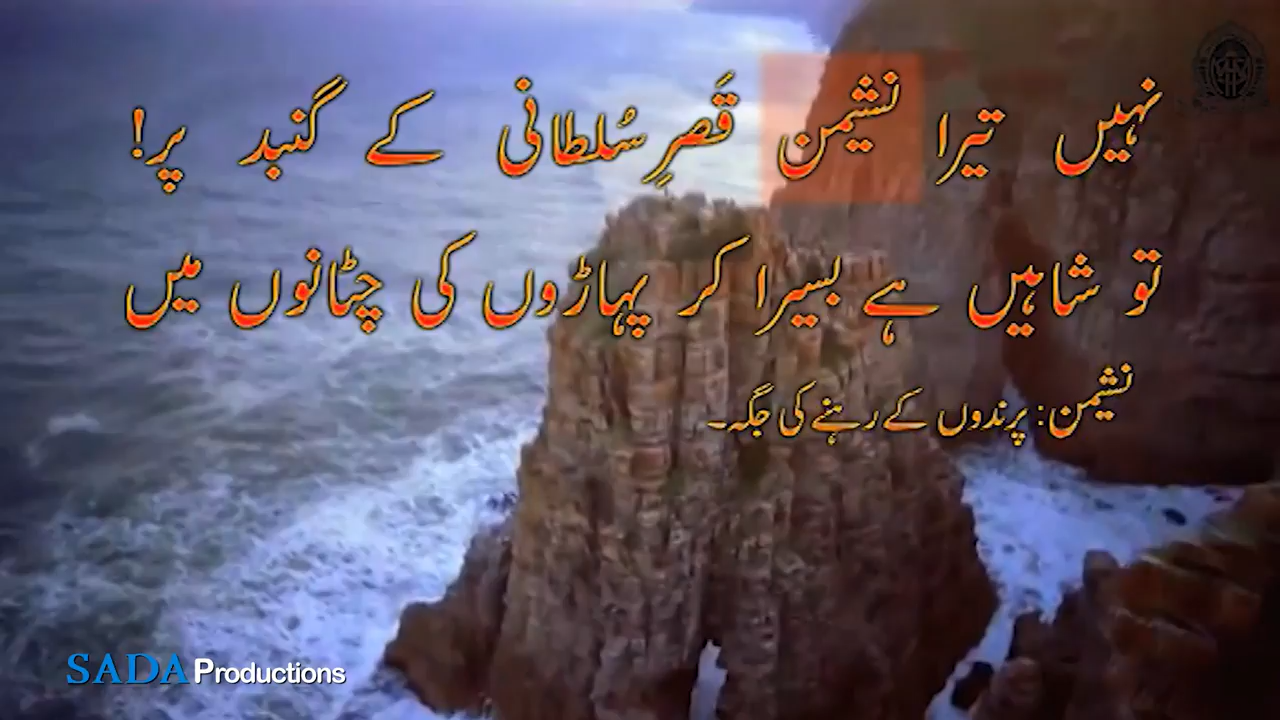 نہیں تیرا نشیمن قَصرِ سُلطانی کے گنبد پر!
تو شاہیں ہے بسیرا کر پہاڑوں کی چٹانوں میں
نشیمن: پرندوں کے رہنے کی جگہ۔
SADA Productions